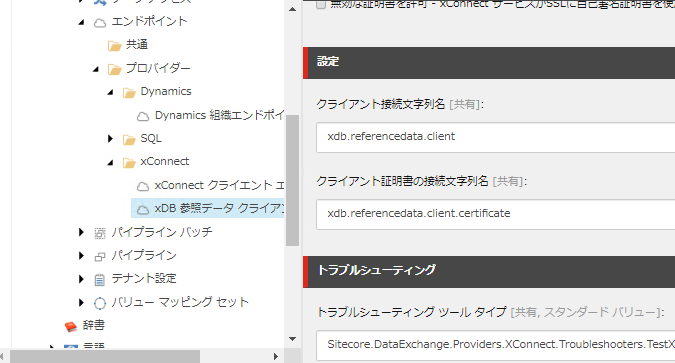 エンドポイント
共通
プロバイダー
Dynamics
Dynamics 組織エンドポイ
SQL
xConnect
xConnect クライエント エ
xDB 参照データ クライアン
パイプライン バッチ
パイプライン
テナント設定
バリュー マッピング セット
辞書
言語
無効な証明書を許可 - xConnect サービスがSSLに自己署名証明書を使
設定
クライアント接続文字列名 [共有]:
xdb.referencedata.client
クライアント証明書の接続文字列名 [共有]:
xdb.referencedata.client.certificate
トラブルシューティング
トラブルシューティング ツール タイプ [共有, スタンダード バリュー]:
Sitecore.DataExchange.Providers.XConnect.Troubleshooters.TestX